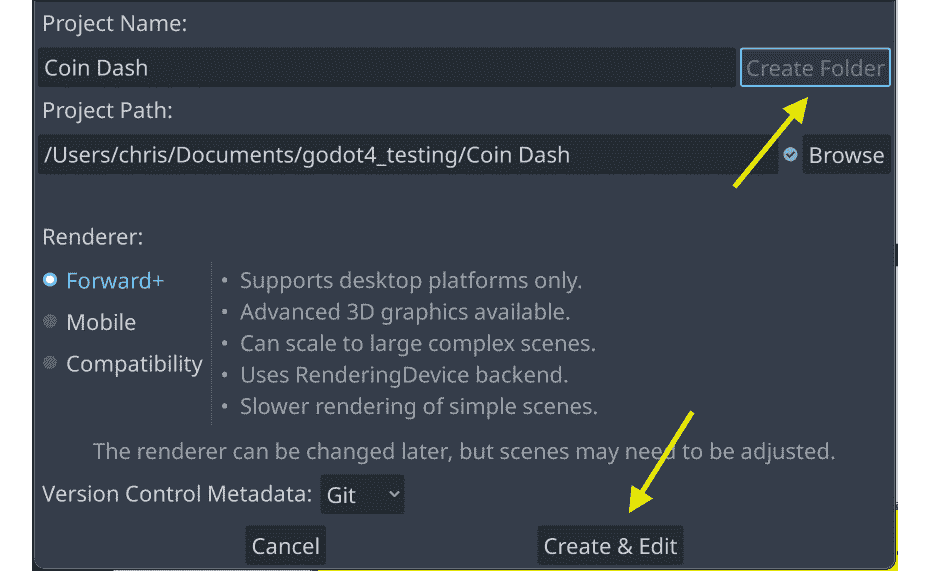 Project Name:
Coin Dash Create Folder
Project Path:
/Users/chris/Documents/godot4_testing/Coin Dash Browse
Renderer:
Forward+
Mobile
Compatibility
• Supports desktop platforms only.
• Advanced 3D graphics available.
• Can scale to large complex scenes.
• Uses RenderingDevice backend.
• Slower rendering of simple scenes.
The renderer can be changed later, but scenes may need to be adjusted.
Version Control Metadata: Git
Cancel Create & Edit